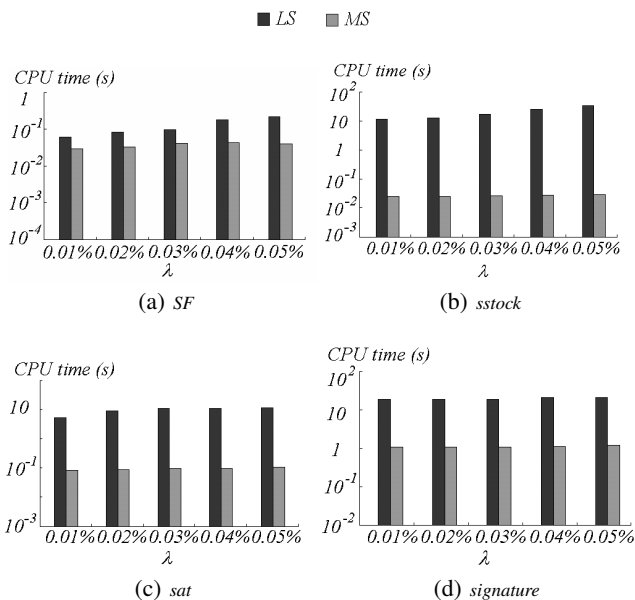 LS MS
CPU time (s)
1
10^-1
10^-2
10^-3
10^-4
0.01% 0.02% 0.03% 0.04% 0.05%
λ
(a) SF
CPU time (s)
10^2
10
1
10^-1
10^-2
10^-3
0.01% 0.02% 0.03% 0.04% 0.05%
λ
(b) sstock
CPU time (s)
10
10^-1
10^-3
0.01% 0.02% 0.03% 0.04% 0.05%
λ
(c) sat
CPU time (s)
10^2
10
1
10^-1
10^-2
0.01% 0.02% 0.03% 0.04% 0.05%
λ
(d) signature